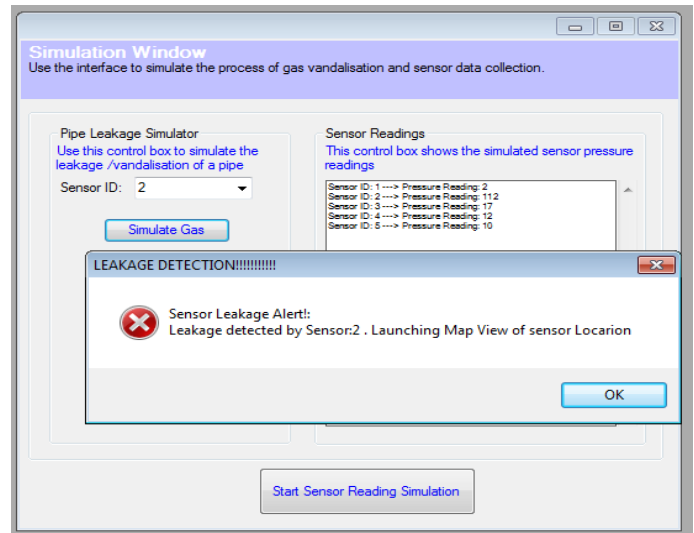 Simulation Window
Use the interface to simulate the process of gas vandalisation and sensor data collection.
Pipe Leakage Simulator
Use this control box to simulate the
leakage /vandalisation of a pipe
Sensor ID: 2
Simulate Gas
Sensor Readings
This control box shows the simulated sensor pressure
readings
Sensor ID: 1 ---> Pressure Reading: 2
Sensor ID: 2 ---> Pressure Reading: 112
Sensor ID: 3 ---> Pressure Reading: 17
Sensor ID: 4 ---> Pressure Reading: 12
Sensor ID: 5 ---> Pressure Reading: 10
LEAKAGE DETECTION!!!!!!!!!!!
Sensor Leakage Alert!:
Leakage detected by Sensor:2 . Launching Map View of sensor Locarion
OK
Start Sensor Reading Simulation